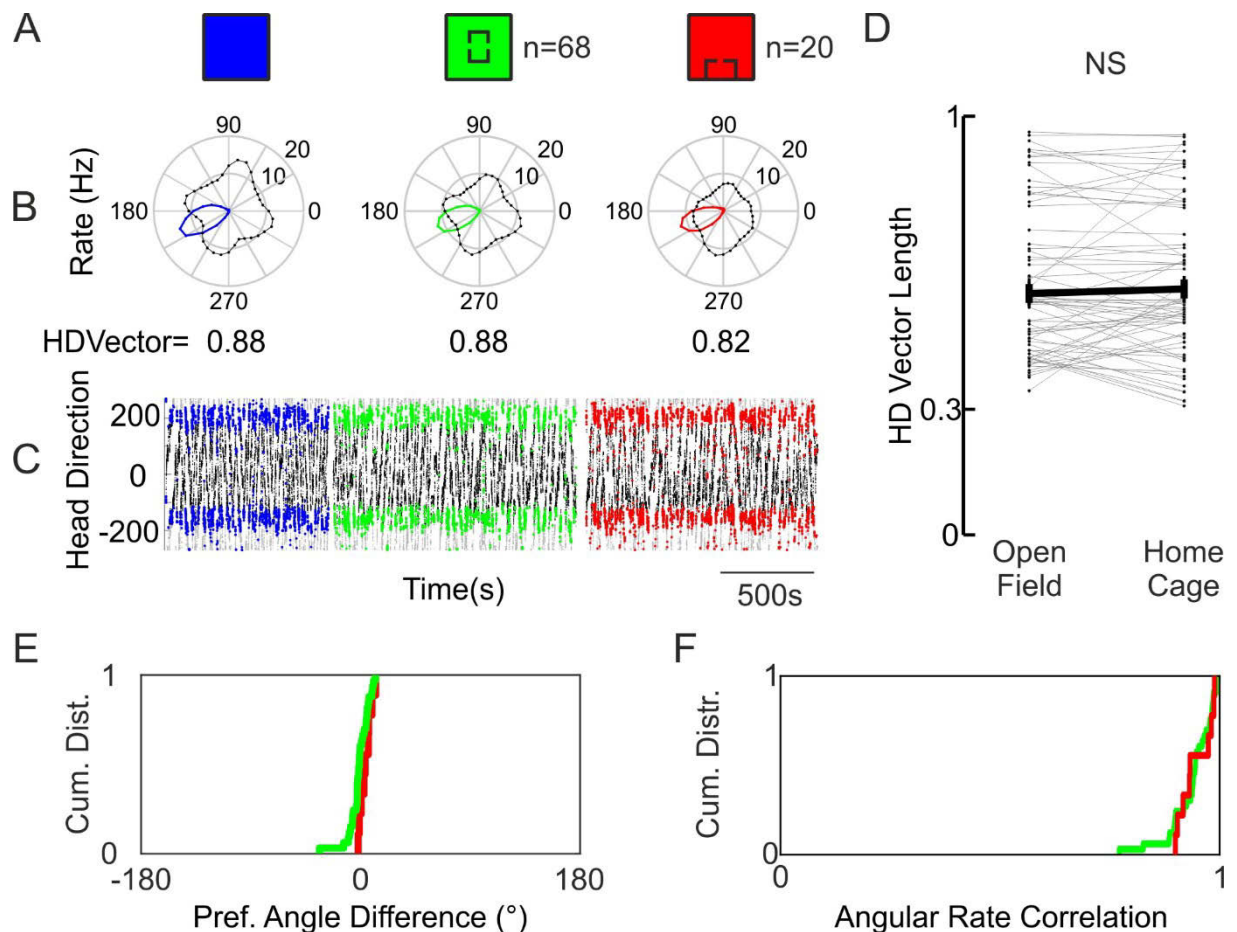 A
n=68
n=20
D
NS
B
Rate (Hz)
90
20
10
180
0
270
90
20
10
180
0
270
90
20
10
180
0
270
HDVector= 0.88 0.88 0.82
C
Head Direction
200
0
-200
Time(s)
500s
HD Vector Length
1
0.3
0
Open Field
Home Cage
E
Cum. Dist.
1
0
-180
0
180
Pref. Angle Difference (°)
F
Cum. Distr.
1
0
0
1
Angular Rate Correlation